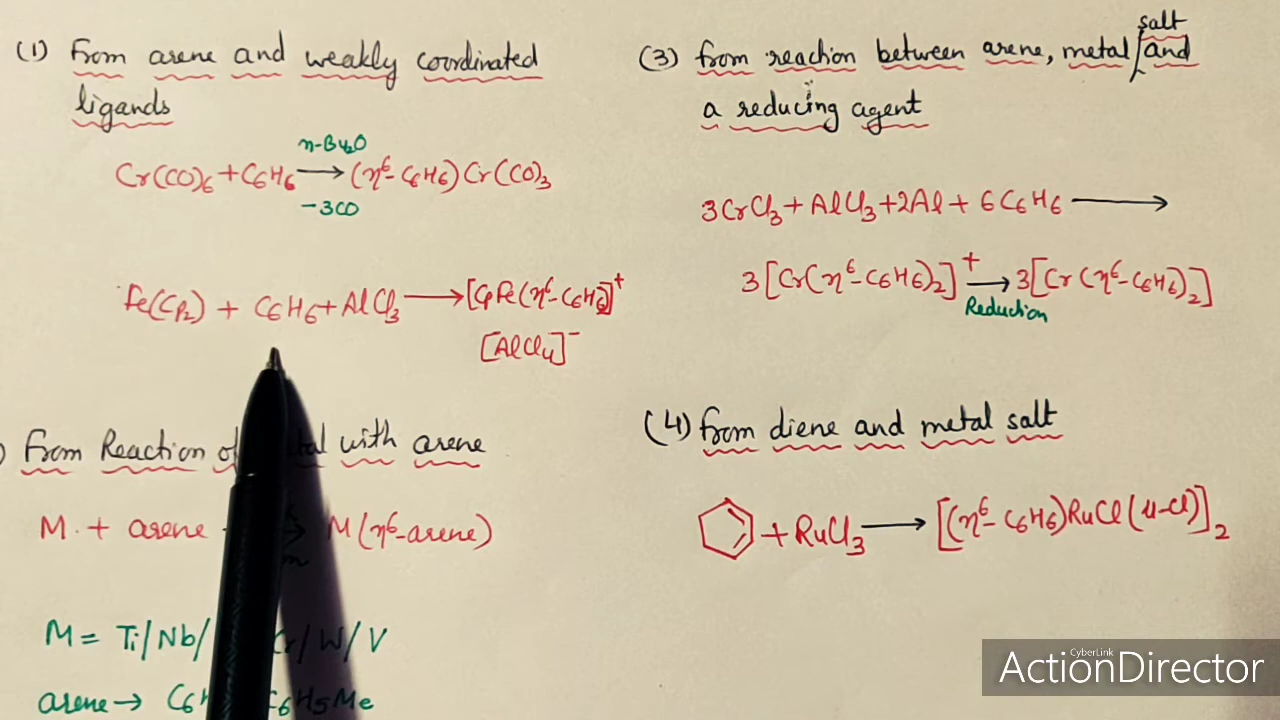 (1) From arene and weakly coordinated
ligands
n-Bu2O
Cr(CO)6 + C6H6 ⟶ (η6-C6H6)Cr(CO)3
-3CO
Fe(Cp2) + C6H6 + AlCl3 ⟶ [CpFe(η6-C6H6)]+
[AlCl4]-
) From Reaction of with arene
M + arene M(η6-arene)
M = Ti/Nb/ /W/V
arene → C6H5Me
(3) from reaction between arene, metal salt/and
a reducing agent
3CrCl3 + AlCl3 + 2Al + 6C6H6 ⟶
3[Cr(η6-C6H6)2]+ ⟶ 3[Cr(η6-C6H6)2]
Reduction
(4) from diene and metal salt
+ RuCl3 ⟶ [(η6-C6H6)RuCl(μ-Cl)]2
CyberLink
ActionDirector